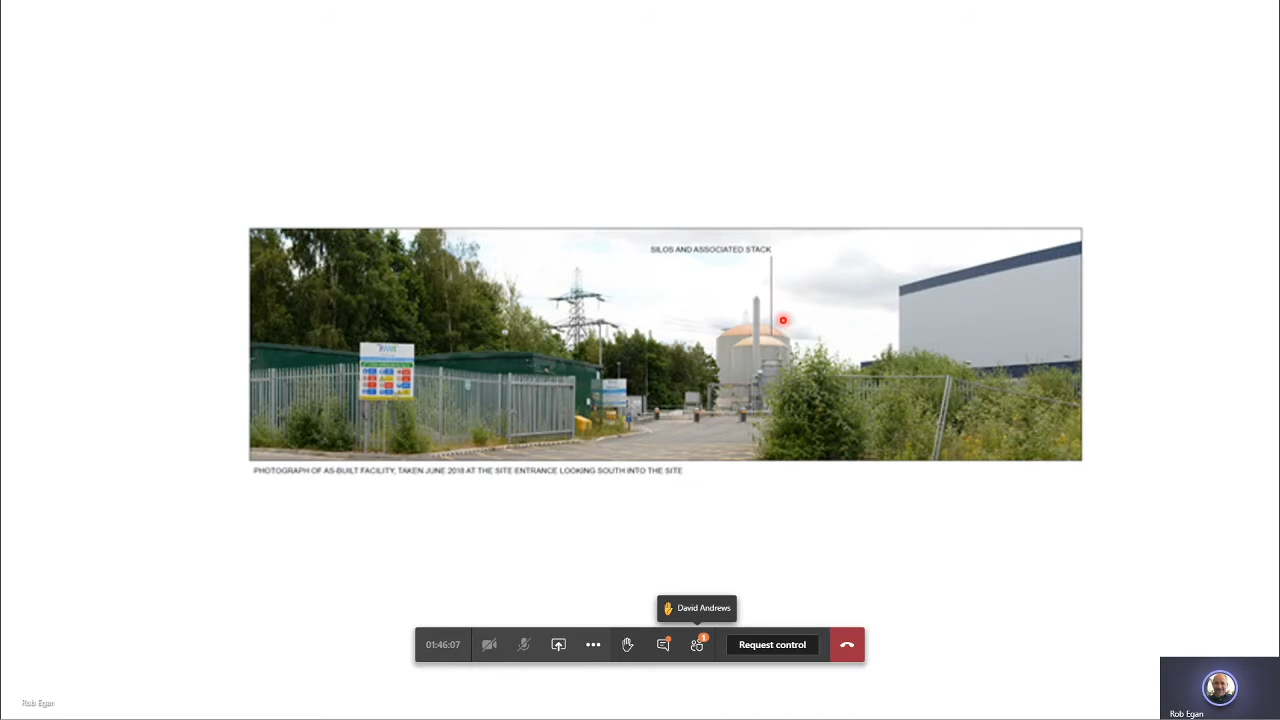 SILOS AND ASSOCIATED STACK
PHOTOGRAPH OF AS-BUILT FACILITY, TAKEN JUNE 2018 AT THE SITE ENTRANCE LOOKING SOUTH INTO THE SITE
David Andrews
01:46:07
1
Request control
Rob Egan
Rob Egan